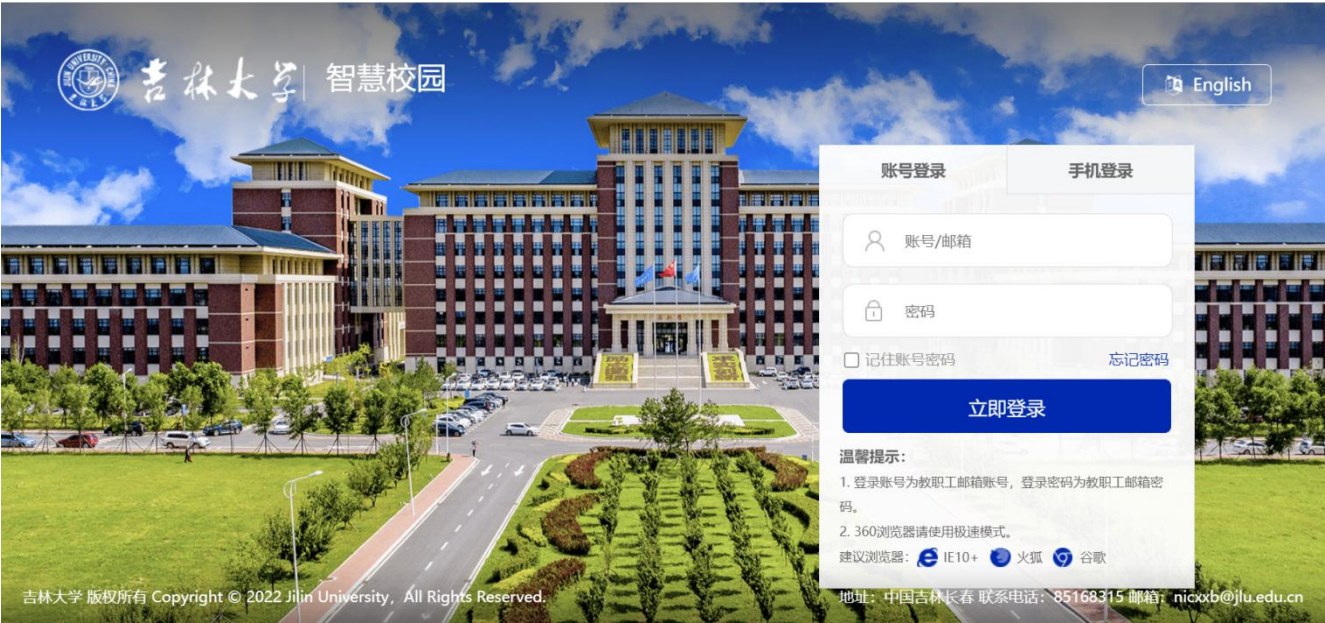 吉林大学 智慧校园
English
账号登录 手机登录
账号/邮箱
密码
记住账号密码 忘记密码
立即登录
温馨提示：
1. 登录账号为教职工邮箱账号，登录密码为教职工邮箱密
码。
2. 360浏览器请使用极速模式。
建议浏览器： IE10+ 火狐 谷歌
吉林大学 版权所有 Copyright © 2022 Jilin University，All Rights Reserved.
地址：中国吉林长春 联系电话：85168315 邮箱：nicxxb@jlu.edu.cn